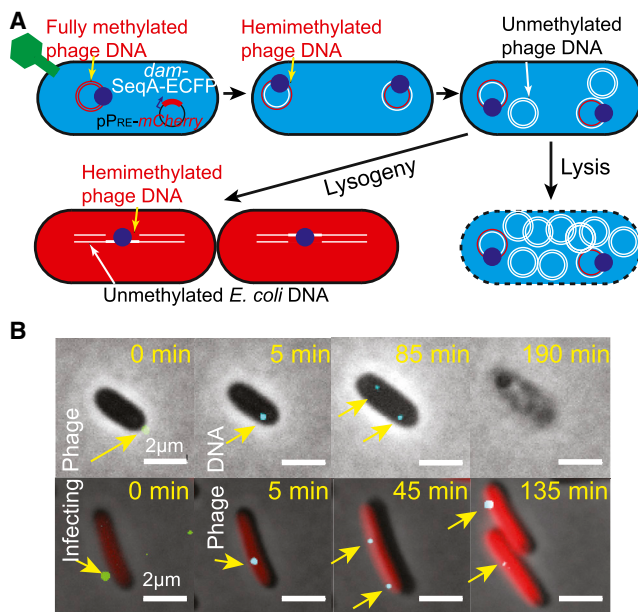 A
Fully methylated
phage DNA
dam-
SeqA-ECFP
pPRE-mCherry
Hemimethylated
phage DNA
Unmethylated
phage DNA
Lysogeny
Lysis
Hemimethylated
phage DNA
Unmethylated E. coli DNA
B
0 min
5 min
85 min
190 min
2μm
Infecting Phage
Phage DNA
0 min
5 min
45 min
135 min
2μm